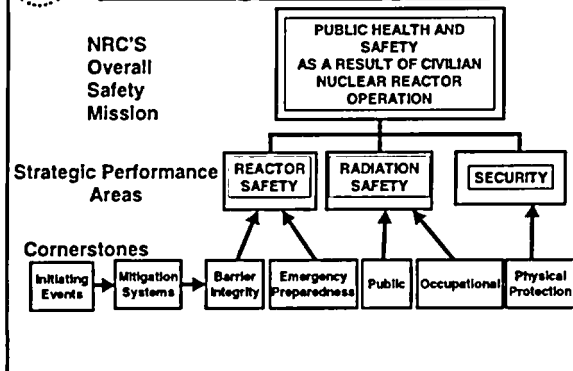 NRC'S
Overall
Safety
Mission
PUBLIC HEALTH AND
SAFETY
AS A RESULT OF CIVILIAN
NUCLEAR REACTOR
OPERATION
Strategic Performance
Areas
REACTOR
SAFETY
RADIATION
SAFETY
SECURITY
Cornerstones
Initiating
Events
Mitigation
Systems
Barrier
Integrity
Emergency
Preparedness
Public
Occupational
Physical
Protection